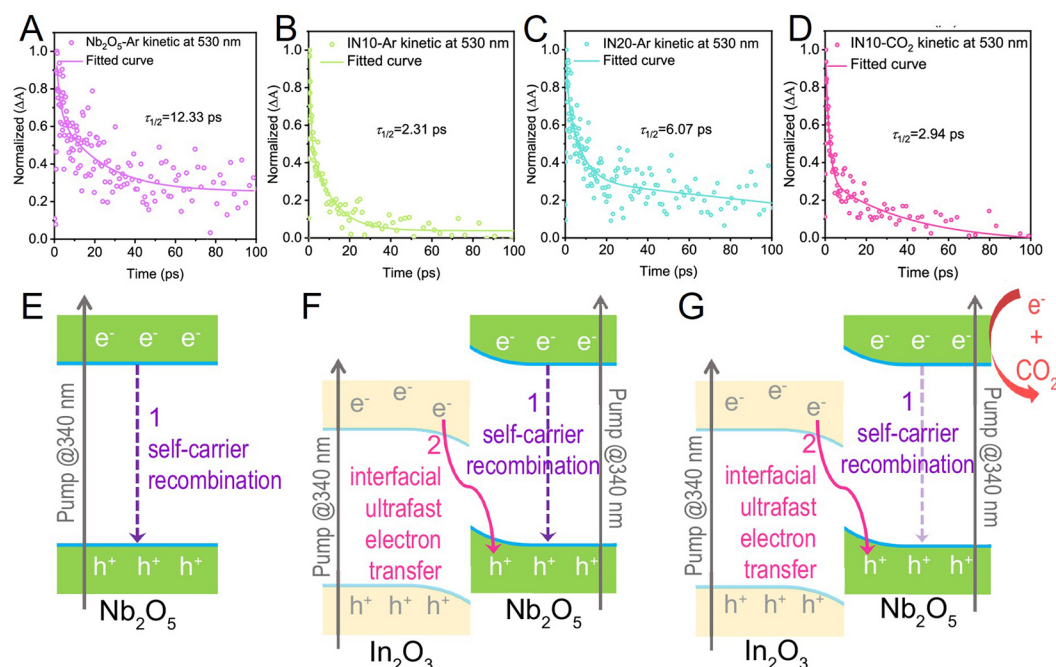 A
Nb2O5-Ar kinetic at 530 nm
Fitted curve
τ1/2=12.33 ps
Normalized (ΔA)
1.0
0.8
0.6
0.4
0.2
0.0
0 20 40 60 80 100
Time (ps)
B
IN10-Ar kinetic at 530 nm
Fitted curve
τ1/2=2.31 ps
Normalized (ΔA)
1.0
0.8
0.6
0.4
0.2
0.0
0 20 40 60 80 100
Time (ps)
C
IN20-Ar kinetic at 530 nm
Fitted curve
τ1/2=6.07 ps
Normalized (ΔA)
1.0
0.8
0.6
0.4
0.2
0.0
0 20 40 60 80 100
Time (ps)
D
IN10-CO2 kinetic at 530 nm
Fitted curve
τ1/2=2.94 ps
Normalized (ΔA)
1.0
0.8
0.6
0.4
0.2
0.0
0 20 40 60 80 100
Time (ps)
E
Pump @340 nm
e- e- e-
1
self-carrier
recombination
h+ h+ h+
Nb2O5
F
Pump @340 nm
e- e- e-
2
interfacial
ultrafast
electron
transfer
h+ h+ h+
In2O3
e- e- e-
1
self-carrier
recombination
Pump @340 nm
h+ h+ h+
Nb2O5
G
Pump @340 nm
e- e- e-
2
interfacial
ultrafast
electron
transfer
h+ h+ h+
In2O3
e- e- e-
1
self-carrier
recombination
Pump @340 nm
h+ h+ h+
Nb2O5
e-
+
CO2